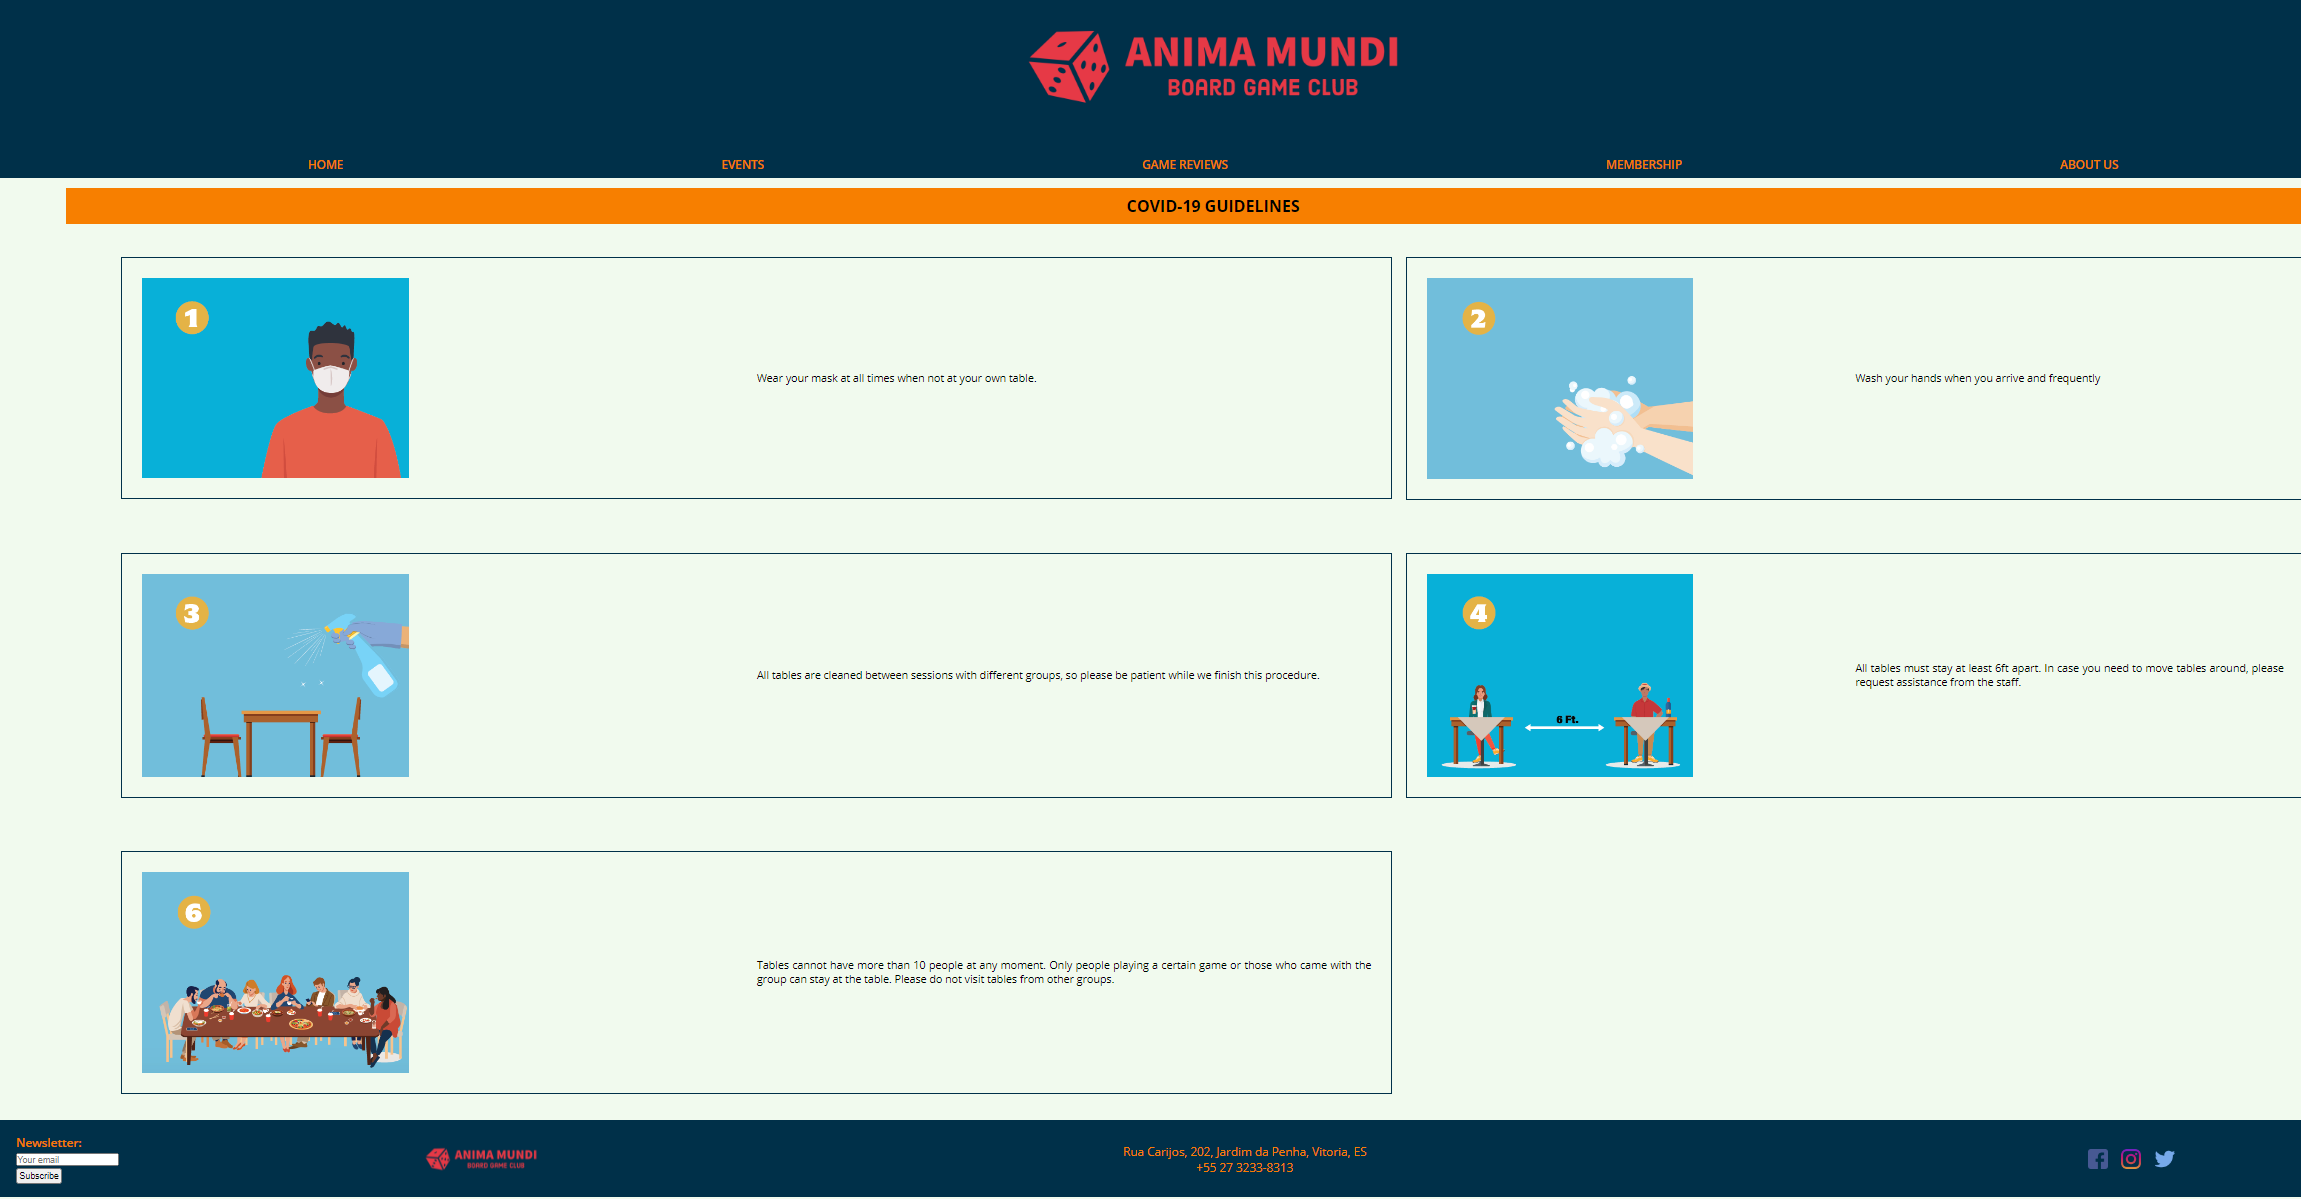 ANIMA MUNDI
BOARD GAME CLUB
HOME
EVENTS
GAME REVIEWS
MEMBERSHIP
ABOUT US
COVID-19 GUIDELINES
1
Wear your mask at all times when not at your own table.
2
Wash your hands when you arrive and frequently
3
All tables are cleaned between sessions with different groups, so please be patient while we finish this procedure.
4
6 Ft.
All tables must stay at least 6ft apart. In case you need to move tables around, please
request assistance from the staff.
6
Tables cannot have more than 10 people at any moment. Only people playing a certain game or those who came with the
group can stay at the table. Please do not visit tables from other groups.
Newsletter:
Your email
Subscribe
ANIMA MUNDI
BOARD GAME CLUB
Rua Carijos, 202, Jardim da Penha, Vitoria, ES
+55 27 3233-8313